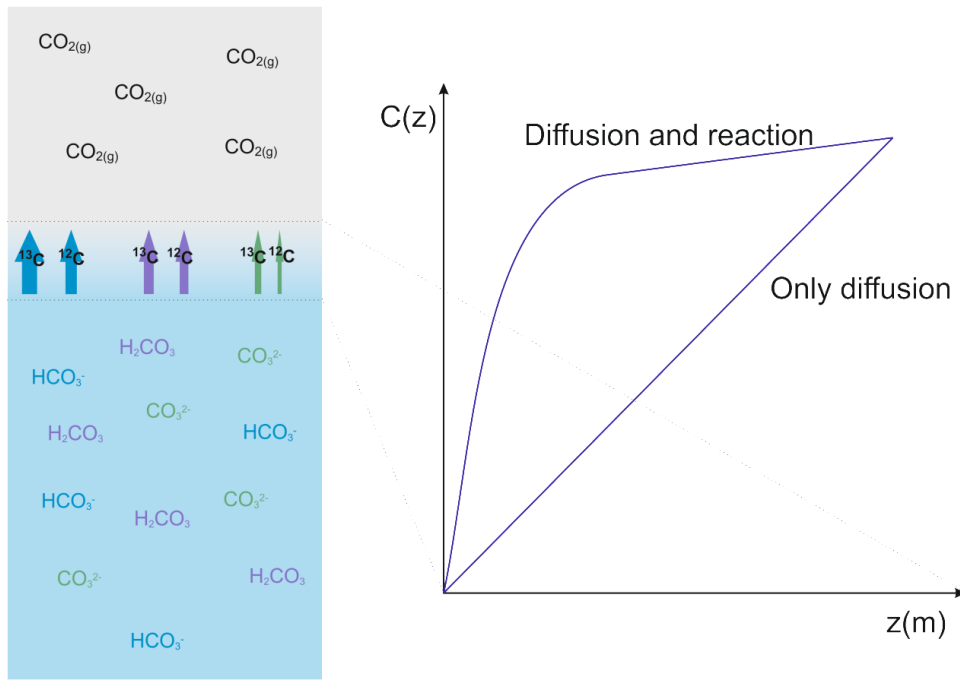 CO₂₍g₎
CO₂₍g₎
CO₂₍g₎
CO₂₍g₎
CO₂₍g₎
¹³C ¹²C ¹³C ¹²C ¹³C ¹²C
H₂CO₃
CO₃²⁻
HCO₃⁻
CO₃²⁻
H₂CO₃
HCO₃⁻
HCO₃⁻
CO₃²⁻
H₂CO₃
CO₃²⁻
H₂CO₃
HCO₃⁻
C(z)
Diffusion and reaction
Only diffusion
z(m)